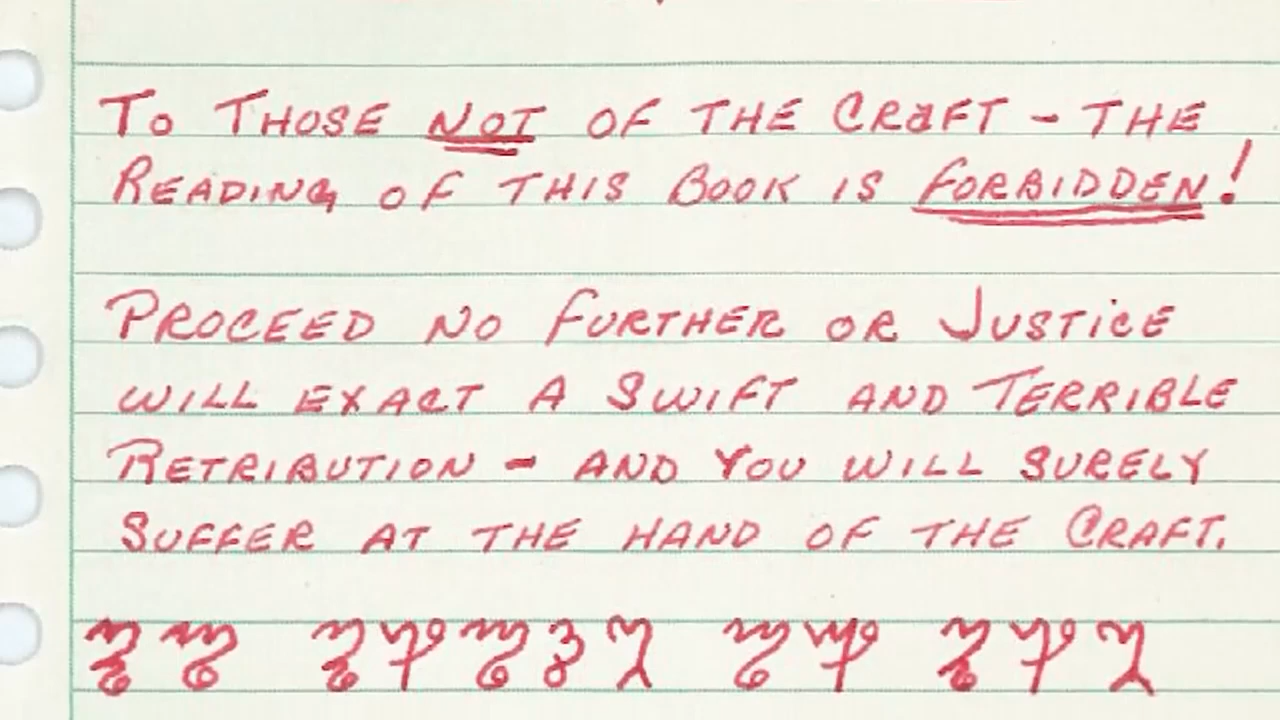 To THOSE NOT OF THE CRAFT - THE
READING OF THIS BOOK IS FORBIDDEN!
PROCEED NO FURTHER OR JUSTICE
WILL EXACT A SWIFT AND TERRIBLE
RETRIBUTION - AND YOU WILL SURELY
SUFFER AT THE HAND OF THE CRAFT.